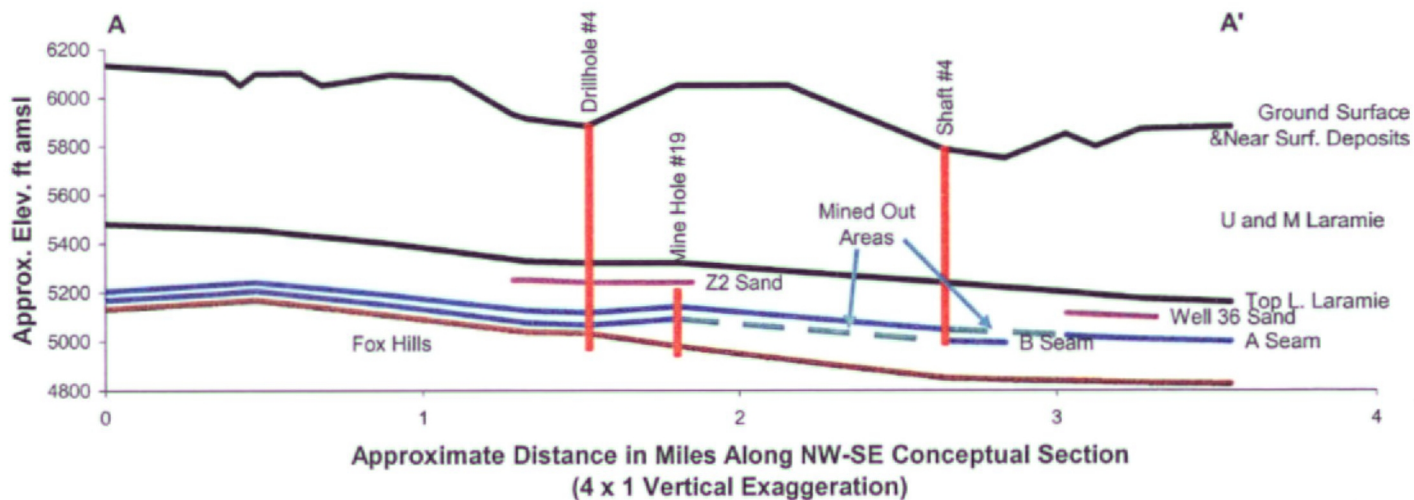 A
A'
6200
6000
5800
5600
5400
5200
5000
4800
Approx. Elev. ft amsl
Drillhole #4
Mine Hole #19
Shaft #4
Ground Surface
&Near Surf. Deposits
Mined Out
Areas
U and M Laramie
Z2 Sand
Top L. Laramie
Well 36 Sand
Fox Hills
B Seam
A Seam
0
1
2
3
4
Approximate Distance in Miles Along NW-SE Conceptual Section
(4 x 1 Vertical Exaggeration)